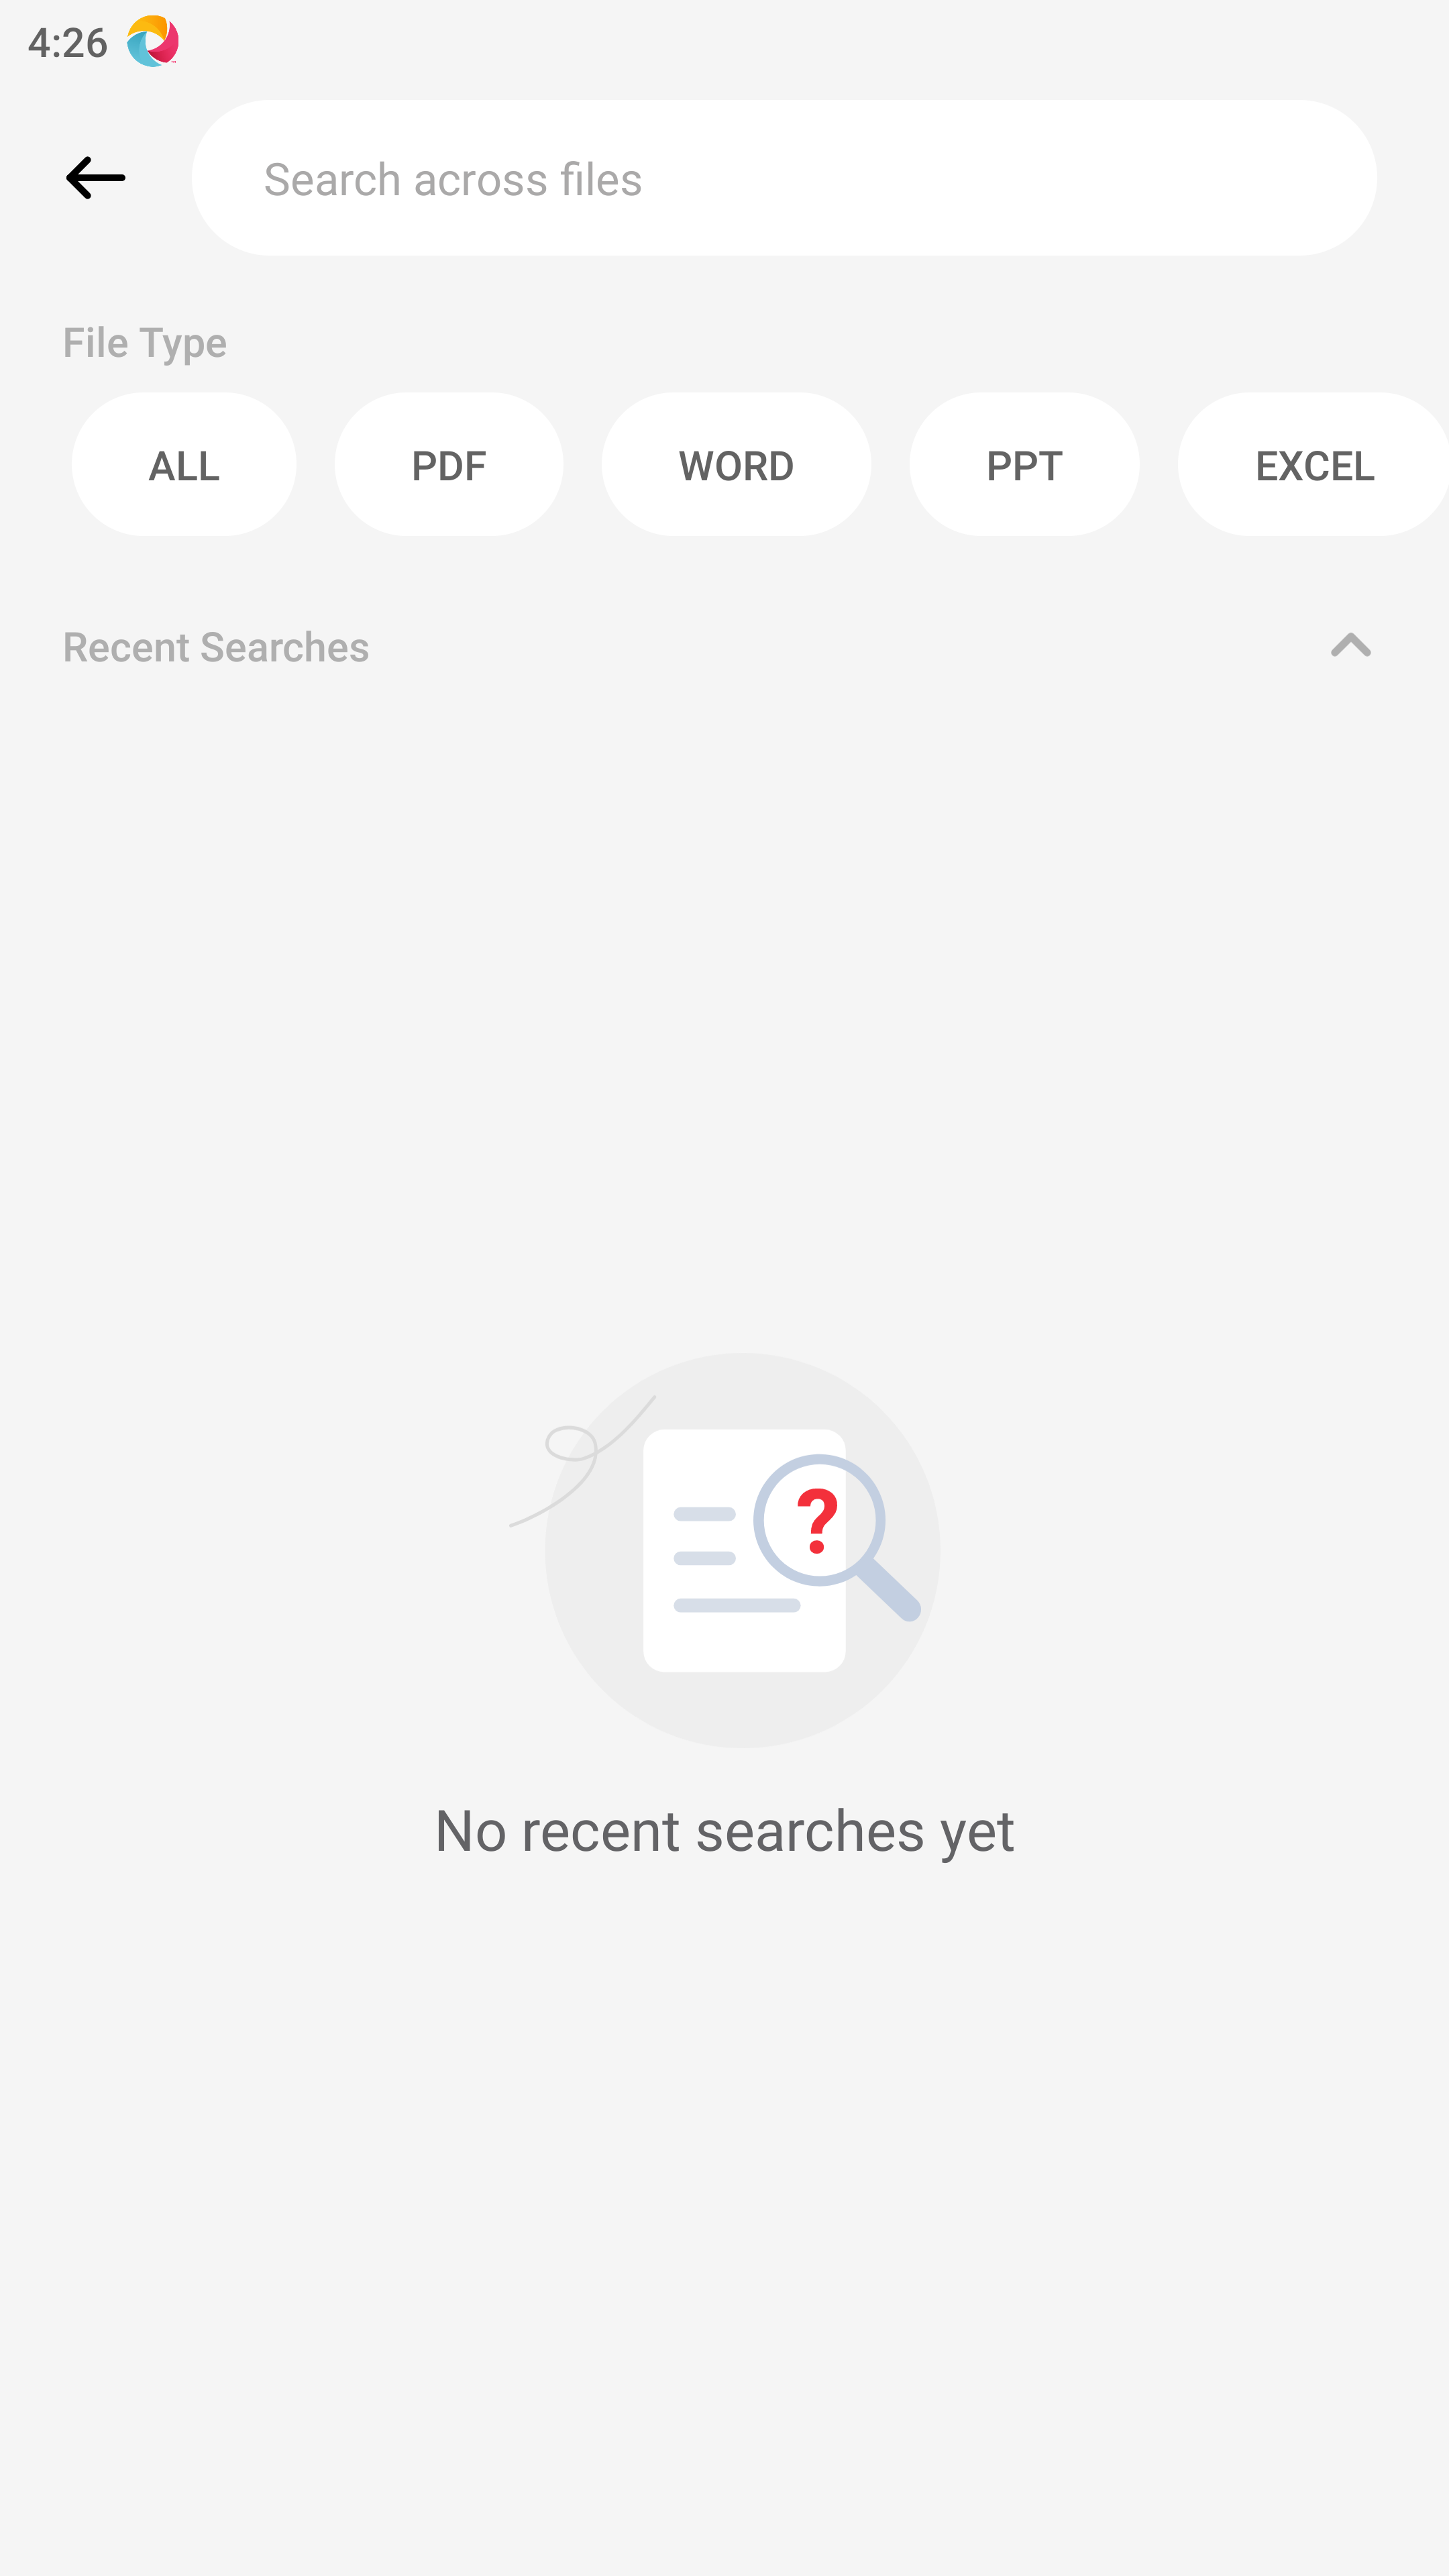 4:26
Search across files
File Type
ALL PDF WORD PPT EXCEL
Recent Searches
?
No recent searches yet